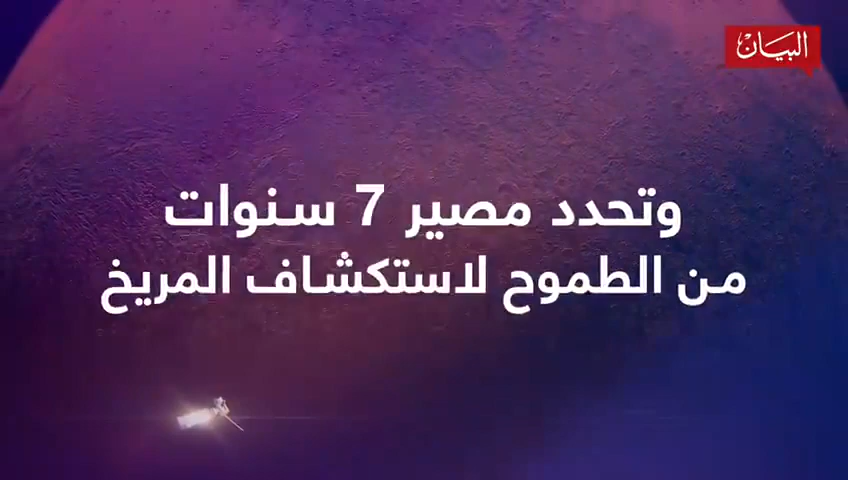 البيان
وتحدد مصير 7 سنوات
من الطموح لاستكشاف المريخ